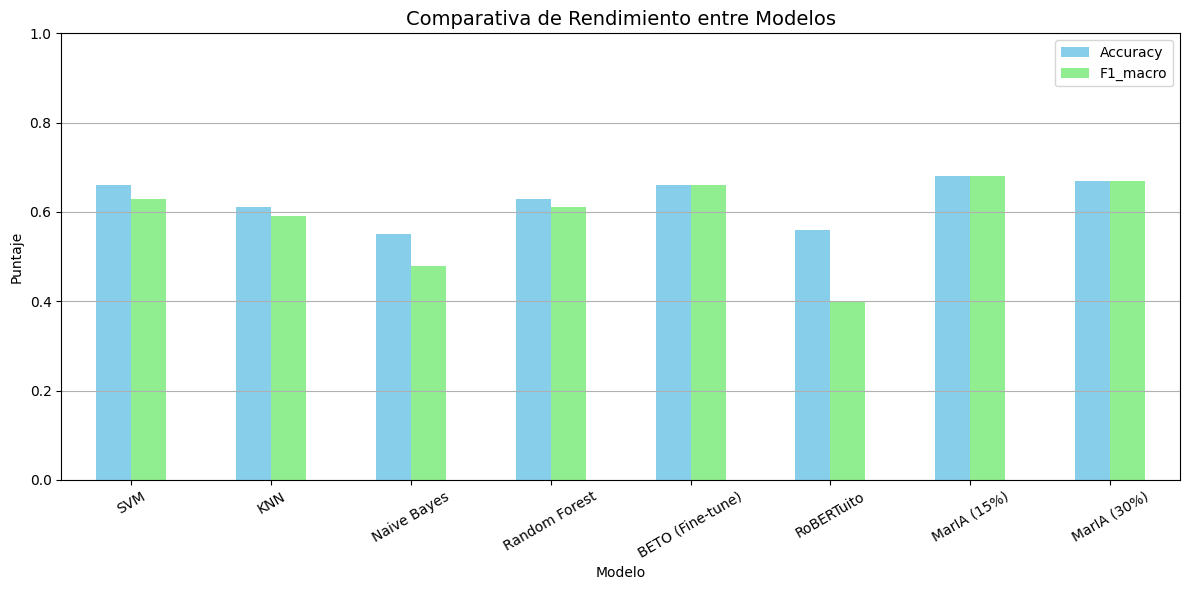 Comparativa de Rendimiento entre Modelos
Accuracy
F1_macro
1.0
0.8
0.6
0.4
0.2
0.0
Puntaje
SVM
KNN
Naive Bayes
Random Forest
BETO (Fine-tune)
RoBERTuito
MarIA (15%)
MarIA (30%)
Modelo